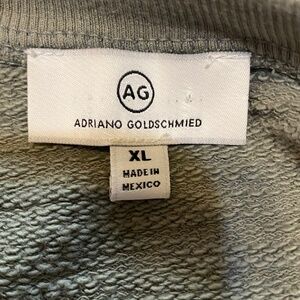 AG
ADRIANO GOLDSCHMIED
XL
MADE IN
MEXICO